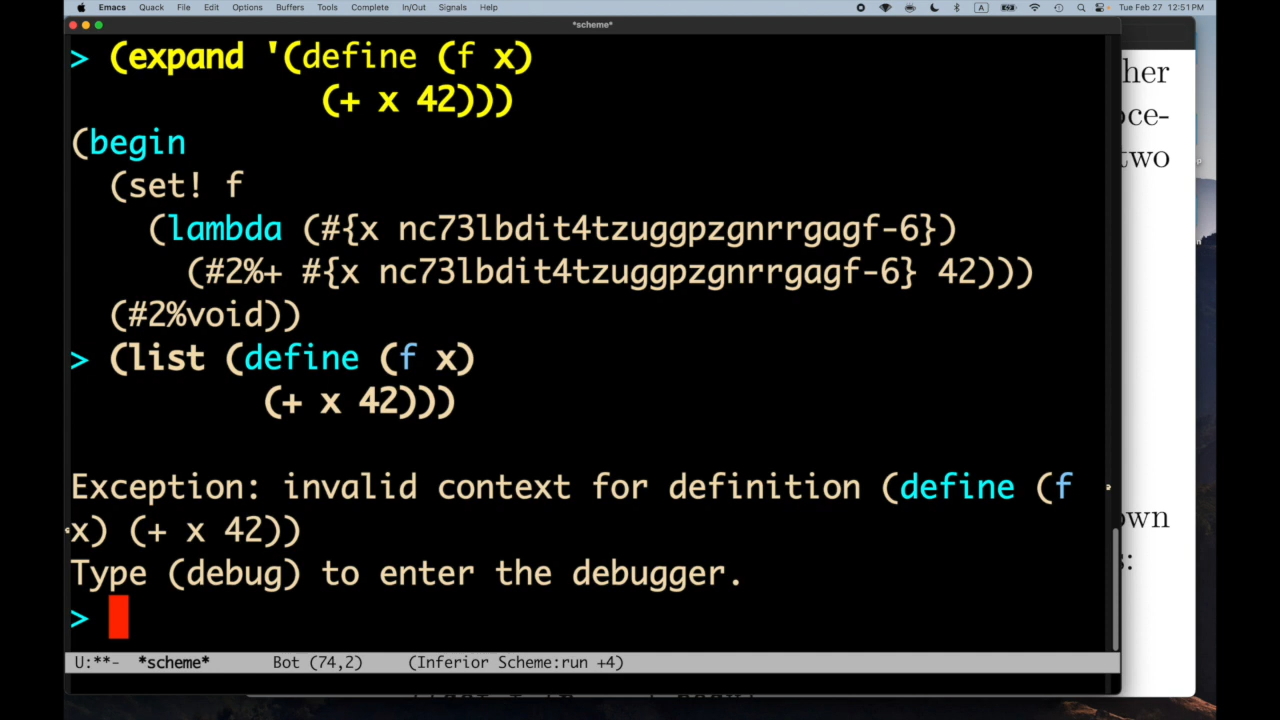 Emacs Quack File Edit Options Buffers Tools Complete In/Out Signals Help A Tue Feb 27 12:51 PM
*scheme*
> (expand '(define (f x)
(+ x 42)))
(begin
(set! f
(lambda (#{x nc73lbdit4tzuggpzgnrrgagf-6})
(#2%+ #{x nc73lbdit4tzuggpzgnrrgagf-6} 42)))
(#2%void))
> (list (define (f x)
(+ x 42)))
Exception: invalid context for definition (define (f
x) (+ x 42))
Type (debug) to enter the debugger.
>
U:**- *scheme* Bot (74,2) (Inferior Scheme:run +4)
her
oce-
two
own
s: